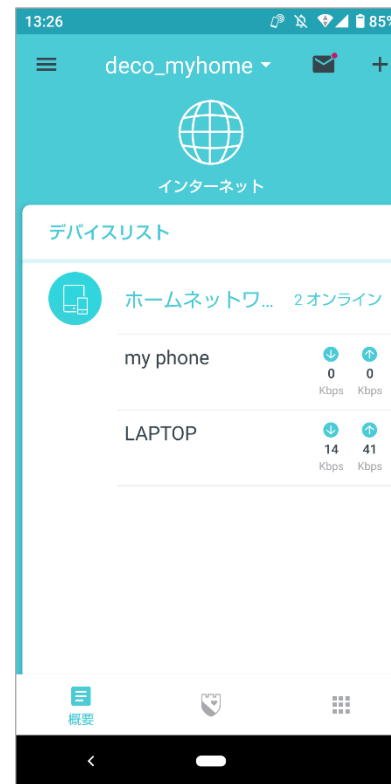 13:26 85%
deco_myhome
インターネット
デバイスリスト
ホームネットワ... 2 オンライン
my phone 0 0
Kbps Kbps
LAPTOP 14 41
Kbps Kbps
概要